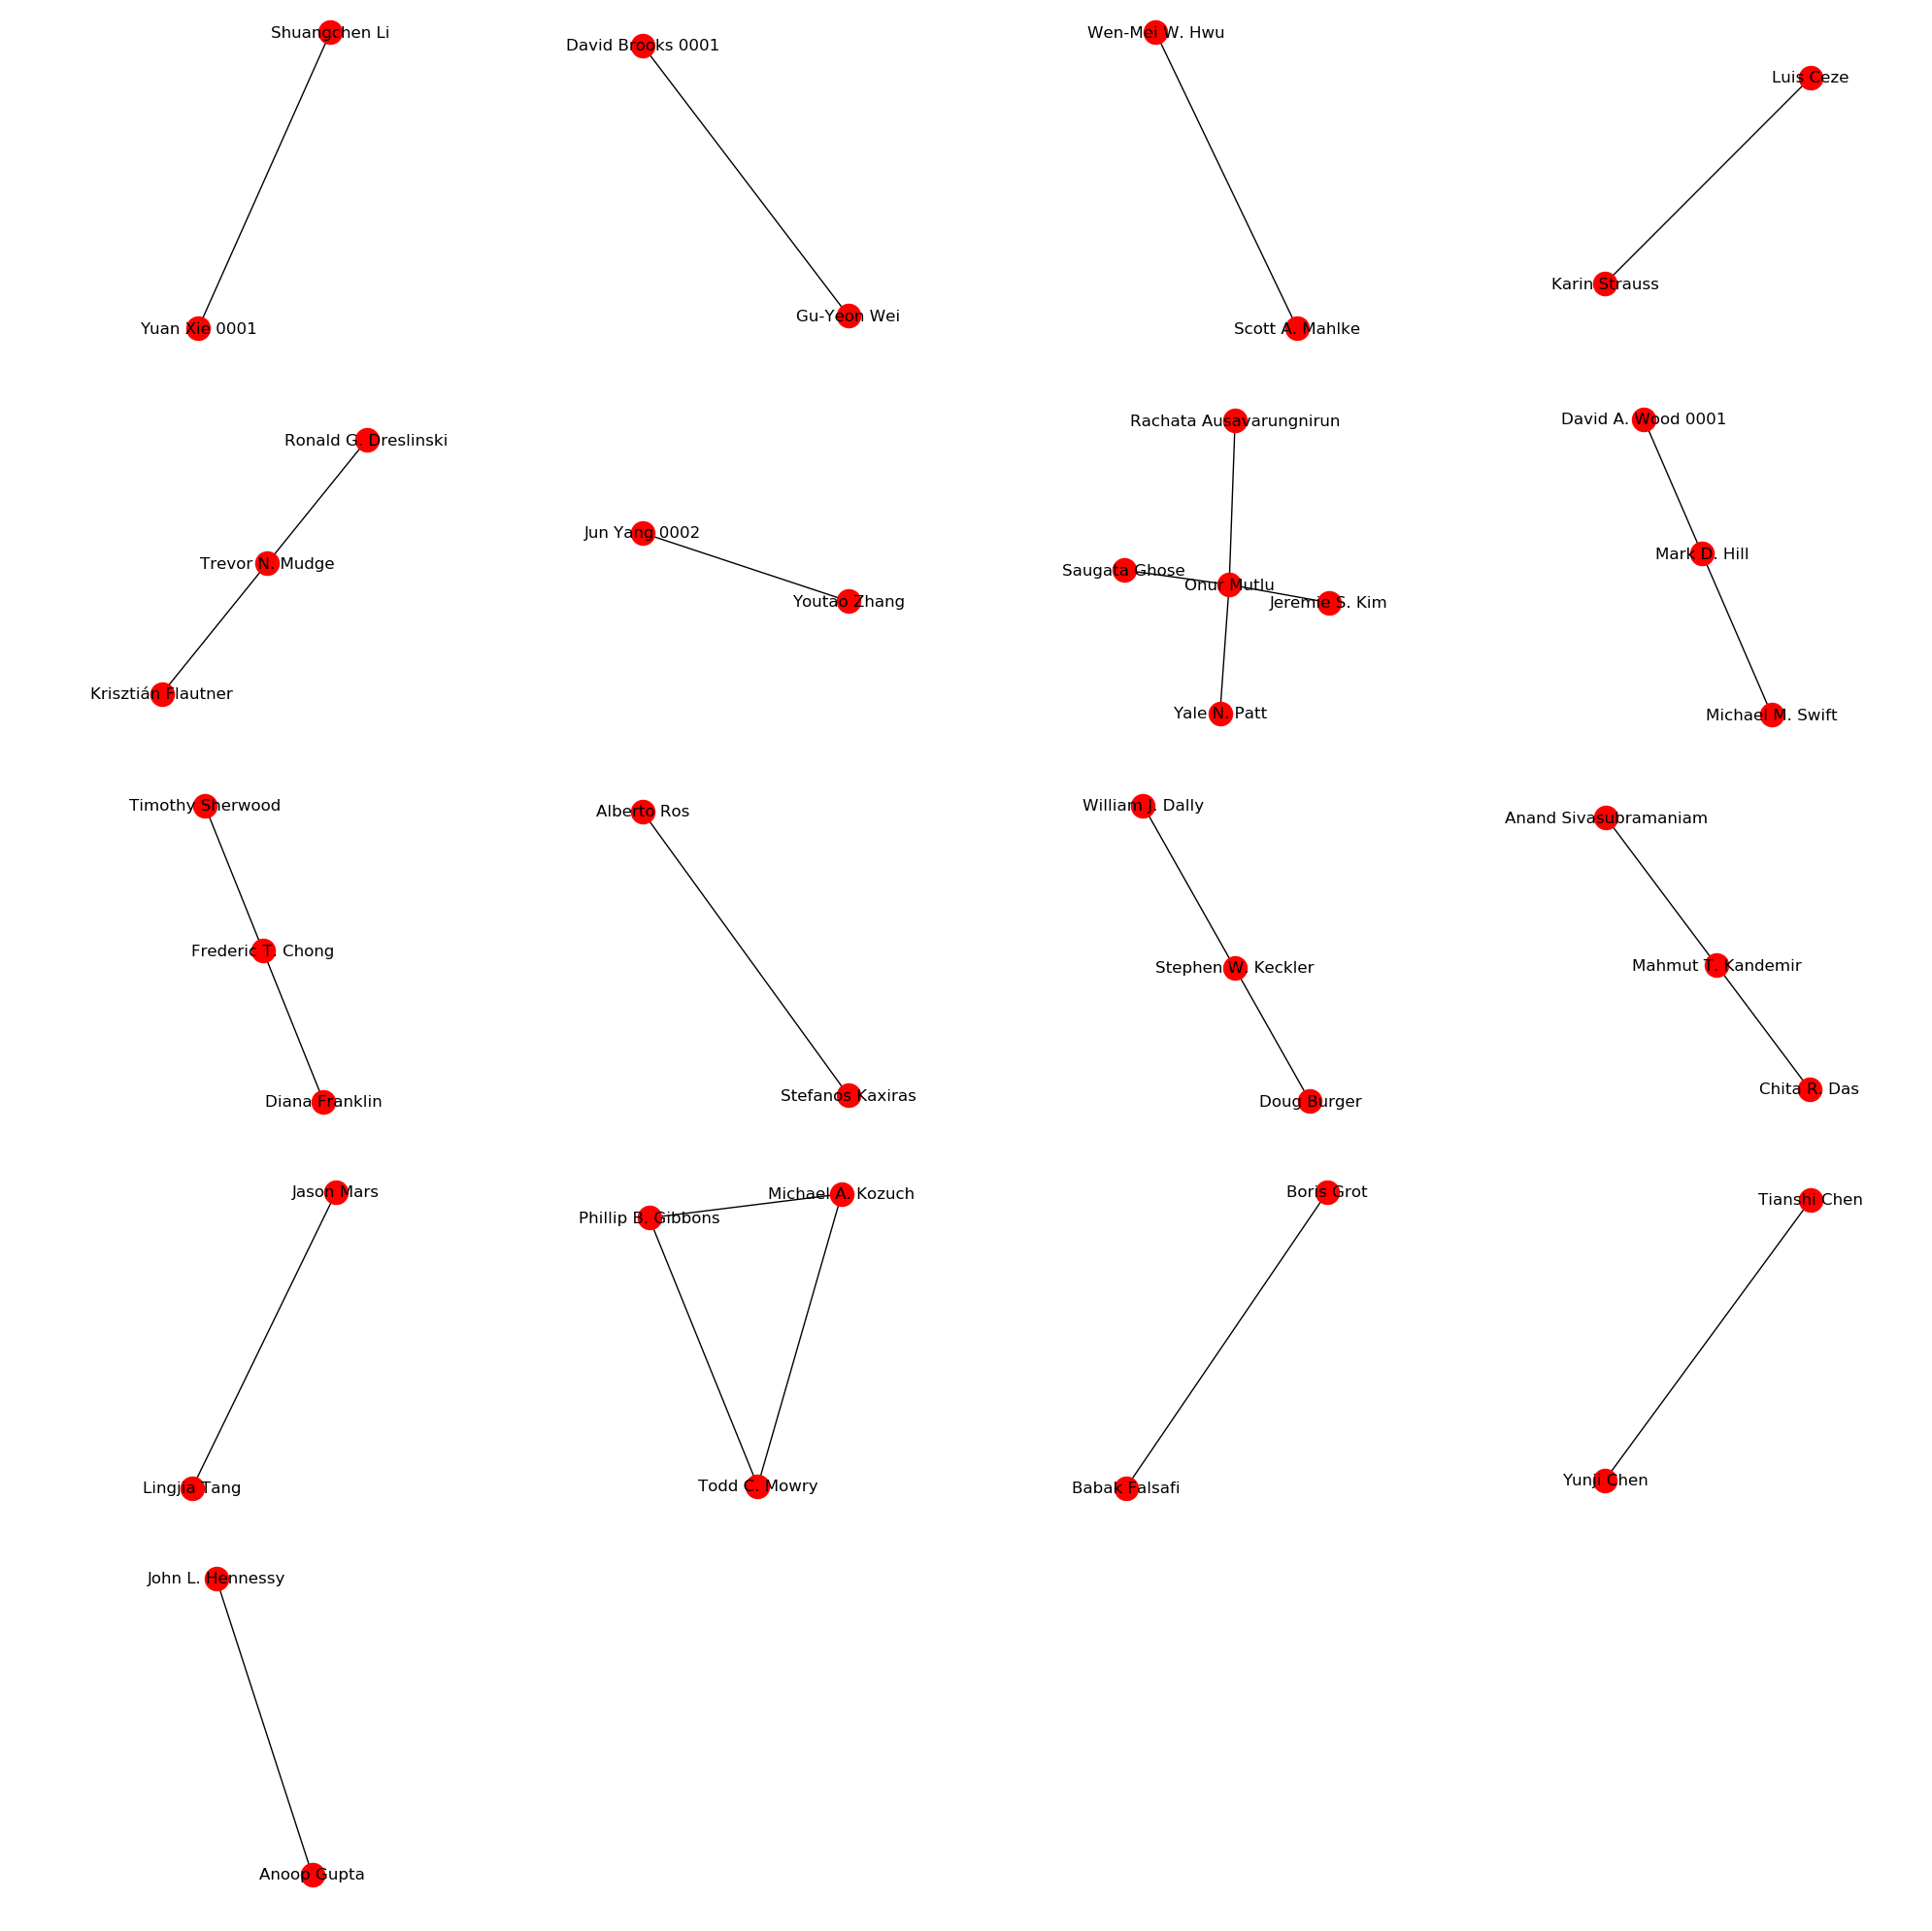 Shuangchen Li
David Brooks 0001
Wen-Mei W. Hwu
Luis Ceze
Karin Strauss
Gu-Yeon Wei
Yuan Xie 0001
Scott A. Mahlke
Ronald G. Dreslinski
Rachata Ausavarungnirun
David A. Wood 0001
Trevor N. Mudge
Jun Yang 0002
Saugata Ghose
Onur Mutlu
Mark D. Hill
Youtao Zhang
Jeremie S. Kim
Krisztián Flautner
Yale N. Patt
Michael M. Swift
Timothy Sherwood
Alberto Ros
William J. Dally
Anand Sivasubramaniam
Frederic T. Chong
Stephen W. Keckler
Mahmut T. Kandemir
Diana Franklin
Stefanos Kaxiras
Doug Burger
Chita R. Das
Jason Mars
Michael A. Kozuch
Phillip B. Gibbons
Boris Grot
Tianshi Chen
Lingjia Tang
Todd C. Mowry
Babak Falsafi
Yunji Chen
John L. Hennessy
Anoop Gupta